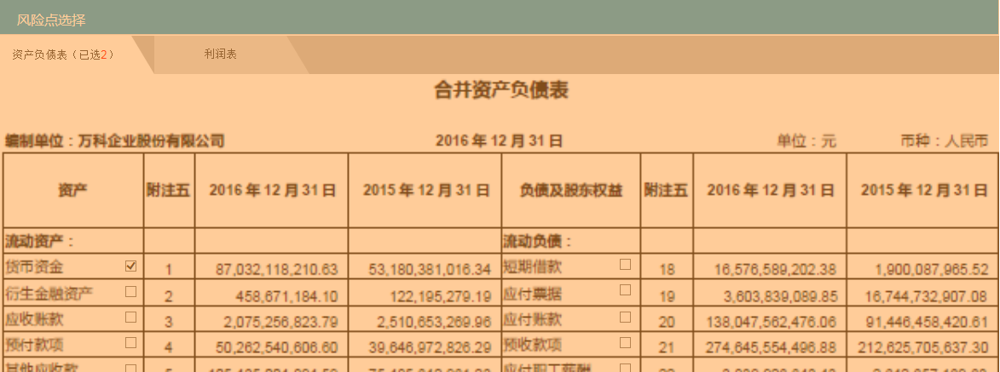 风险点选择
资产负债表（已选2） 利润表
合并资产负债表
编制单位：万科企业股份有限公司 2016 年 12 月 31 日 单位：元 币种：人民币
资产 附注五 2016 年 12 月 31 日 2015 年 12 月 31 日 负债及股东权益 附注五 2016 年 12 月 31 日 2015 年 12 月 31 日
流动资产： 流动负债：
货币资金 1 87,032,118,210.63 53,180,381,016.34 短期借款 18 16,576,589,202.38 1,900,087,965.52
衍生金融资产 2 458,671,184.10 122,195,279.19 应付票据 19 3,603,839,089.85 16,744,732,907.08
应收账款 3 2,075,256,823.79 2,510,653,269.96 应付账款 20 138,047,562,476.06 91,446,458,420.61
预付款项 4 50,262,540,606.60 39,646,972,826.29 预收款项 21 274,645,554,496.88 212,625,705,637.30
其他应收款 应付职工薪酬